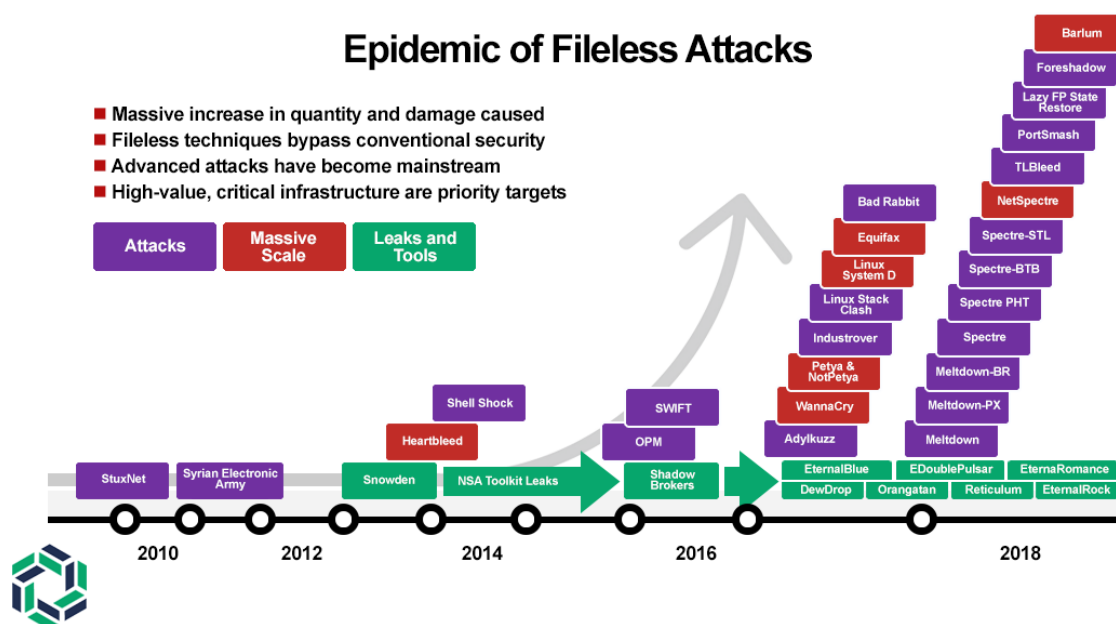 Epidemic of Fileless Attacks
Massive increase in quantity and damage caused
Fileless techniques bypass conventional security
Advanced attacks have become mainstream
High-value, critical infrastructure are priority targets
Attacks
Massive
Scale
Leaks and
Tools
StuxNet
Syrian Electronic
Army
Snowden
Heartbleed
Shell Shock
NSA Toolkit Leaks
OPM
SWIFT
Shadow
Brokers
Bad Rabbit
Equifax
Linux
System D
Linux Stack
Clash
Industrover
Petya &
NotPetya
WannaCry
Adylkuzz
Barlum
Foreshadow
Lazy FP State
Restore
PortSmash
TLBleed
NetSpectre
Spectre-STL
Spectre-BTB
Spectre PHT
Spectre
Meltdown-BR
Meltdown-PX
Meltdown
EternalBlue
EDoublePulsar
EternaRomance
DewDrop
Orangatan
Reticulum
EternalRock
2010
2012
2014
2016
2018